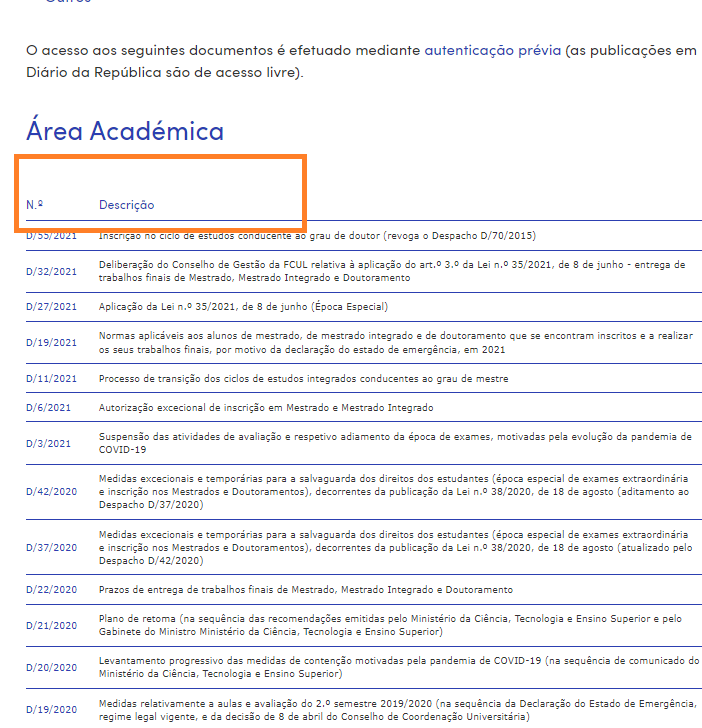 Outros
O acesso aos seguintes documentos é efetuado mediante autenticação prévia (as publicações em
Diário da República são de acesso livre).
Área Académica
N.º Descrição
D/55/2021 Inscrição no ciclo de estudos conducente ao grau de doutor (revoga o Despacho D/70/2015)
D/32/2021 Deliberação do Conselho de Gestão da FCUL relativa à aplicação do art.º 3.º da Lei n.º 35/2021, de 8 de junho - entrega de
trabalhos finais de Mestrado, Mestrado Integrado e Doutoramento
D/27/2021 Aplicação da Lei n.º 35/2021, de 8 de junho (Época Especial)
D/19/2021 Normas aplicáveis aos alunos de mestrado, de mestrado integrado e de doutoramento que se encontram inscritos e a realizar
os seus trabalhos finais, por motivo da declaração do estado de emergência, em 2021
D/11/2021 Processo de transição dos ciclos de estudos integrados conducentes ao grau de mestre
D/6/2021 Autorização excecional de inscrição em Mestrado e Mestrado Integrado
D/3/2021 Suspensão das atividades de avaliação e respetivo adiamento da época de exames, motivadas pela evolução da pandemia de
COVID-19
D/42/2020 Medidas excecionais e temporárias para a salvaguarda dos direitos dos estudantes (época especial de exames extraordinária
e inscrição nos Mestrados e Doutoramentos), decorrentes da publicação da Lei n.º 38/2020, de 18 de agosto (aditamento ao
Despacho D/37/2020)
D/37/2020 Medidas excecionais e temporárias para a salvaguarda dos direitos dos estudantes (época especial de exames extraordinária
e inscrição nos Mestrados e Doutoramentos), decorrentes da publicação da Lei n.º 38/2020, de 18 de agosto (atualizado pelo
Despacho D/42/2020)
D/22/2020 Prazos de entrega de trabalhos finais de Mestrado, Mestrado Integrado e Doutoramento
D/21/2020 Plano de retoma (na sequência das recomendações emitidas pelo Ministério da Ciência, Tecnologia e Ensino Superior e pelo
Gabinete do Ministro Ministério da Ciência, Tecnologia e Ensino Superior)
D/20/2020 Levantamento progressivo das medidas de contenção motivadas pela pandemia de COVID-19 (na sequência de comunicado do
Ministério da Ciência, Tecnologia e Ensino Superior)
D/19/2020 Medidas relativamente a aulas e avaliação do 2.º semestre 2019/2020 (na sequência da Declaração do Estado de Emergência,
regime legal vigente, e da decisão de 8 de abril do Conselho de Coordenação Universitária)